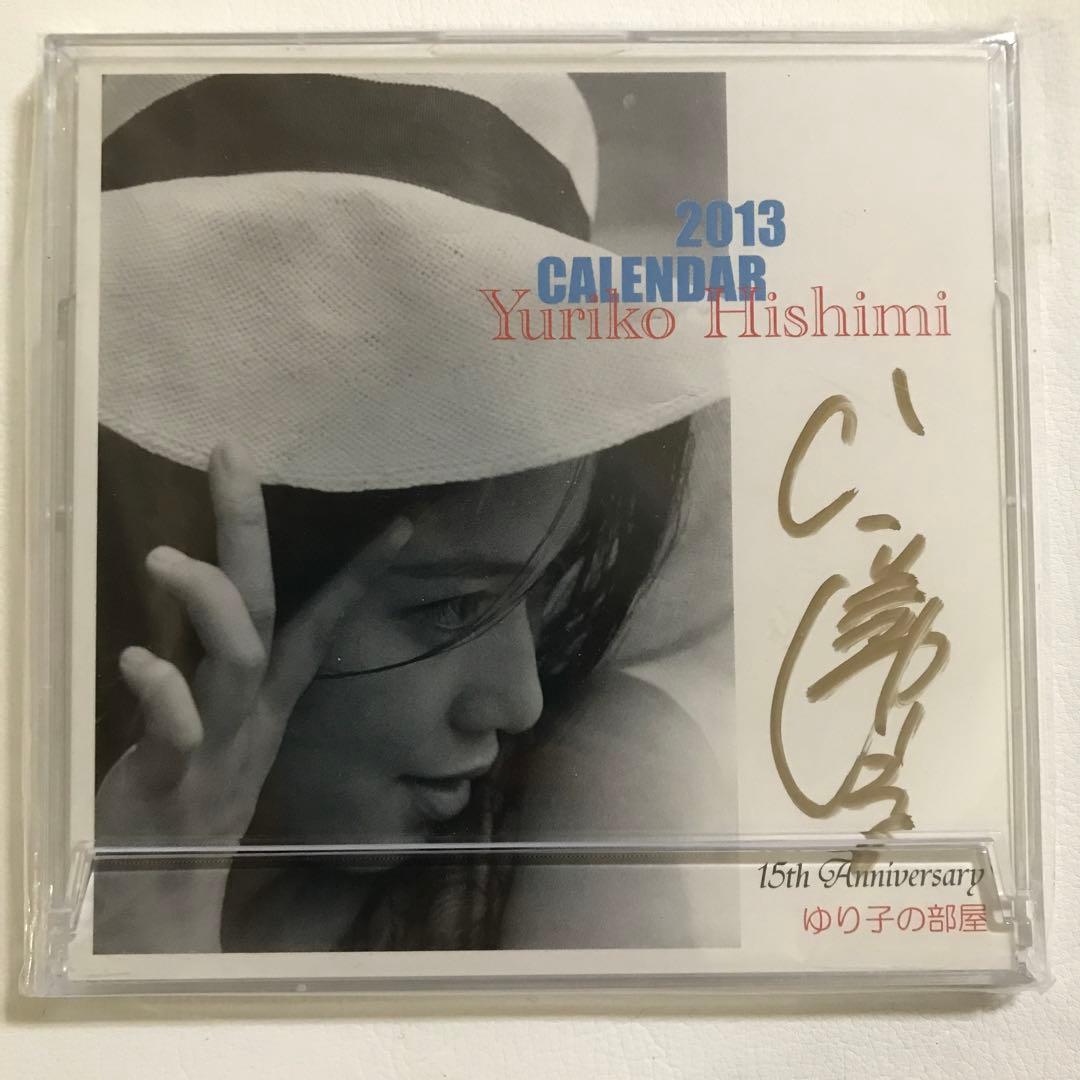 2013
CALENDAR
Yuriko Hishimi
15th Anniversary
ゆり子の部屋